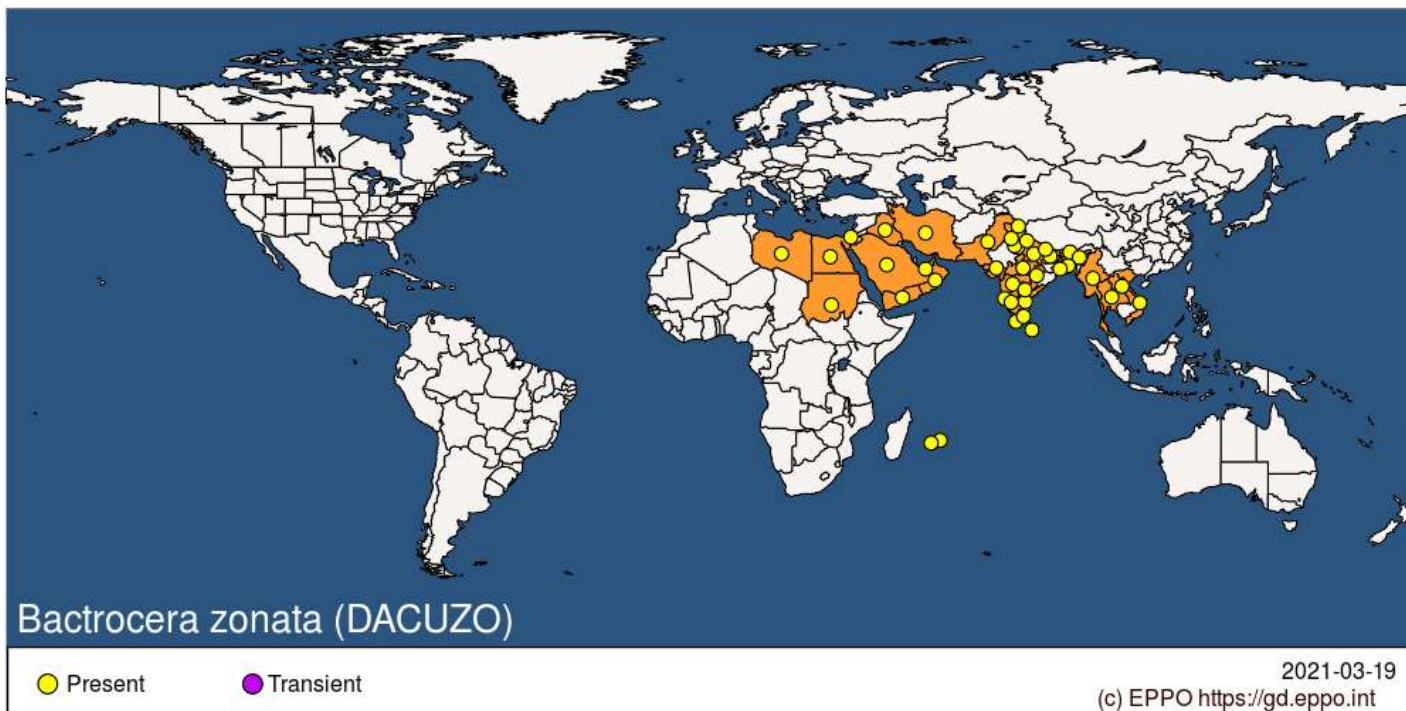 Bactrocera zonata (DACUZO)
Present
Transient
2021-03-19
(c) EPPO https://gd.eppo.int